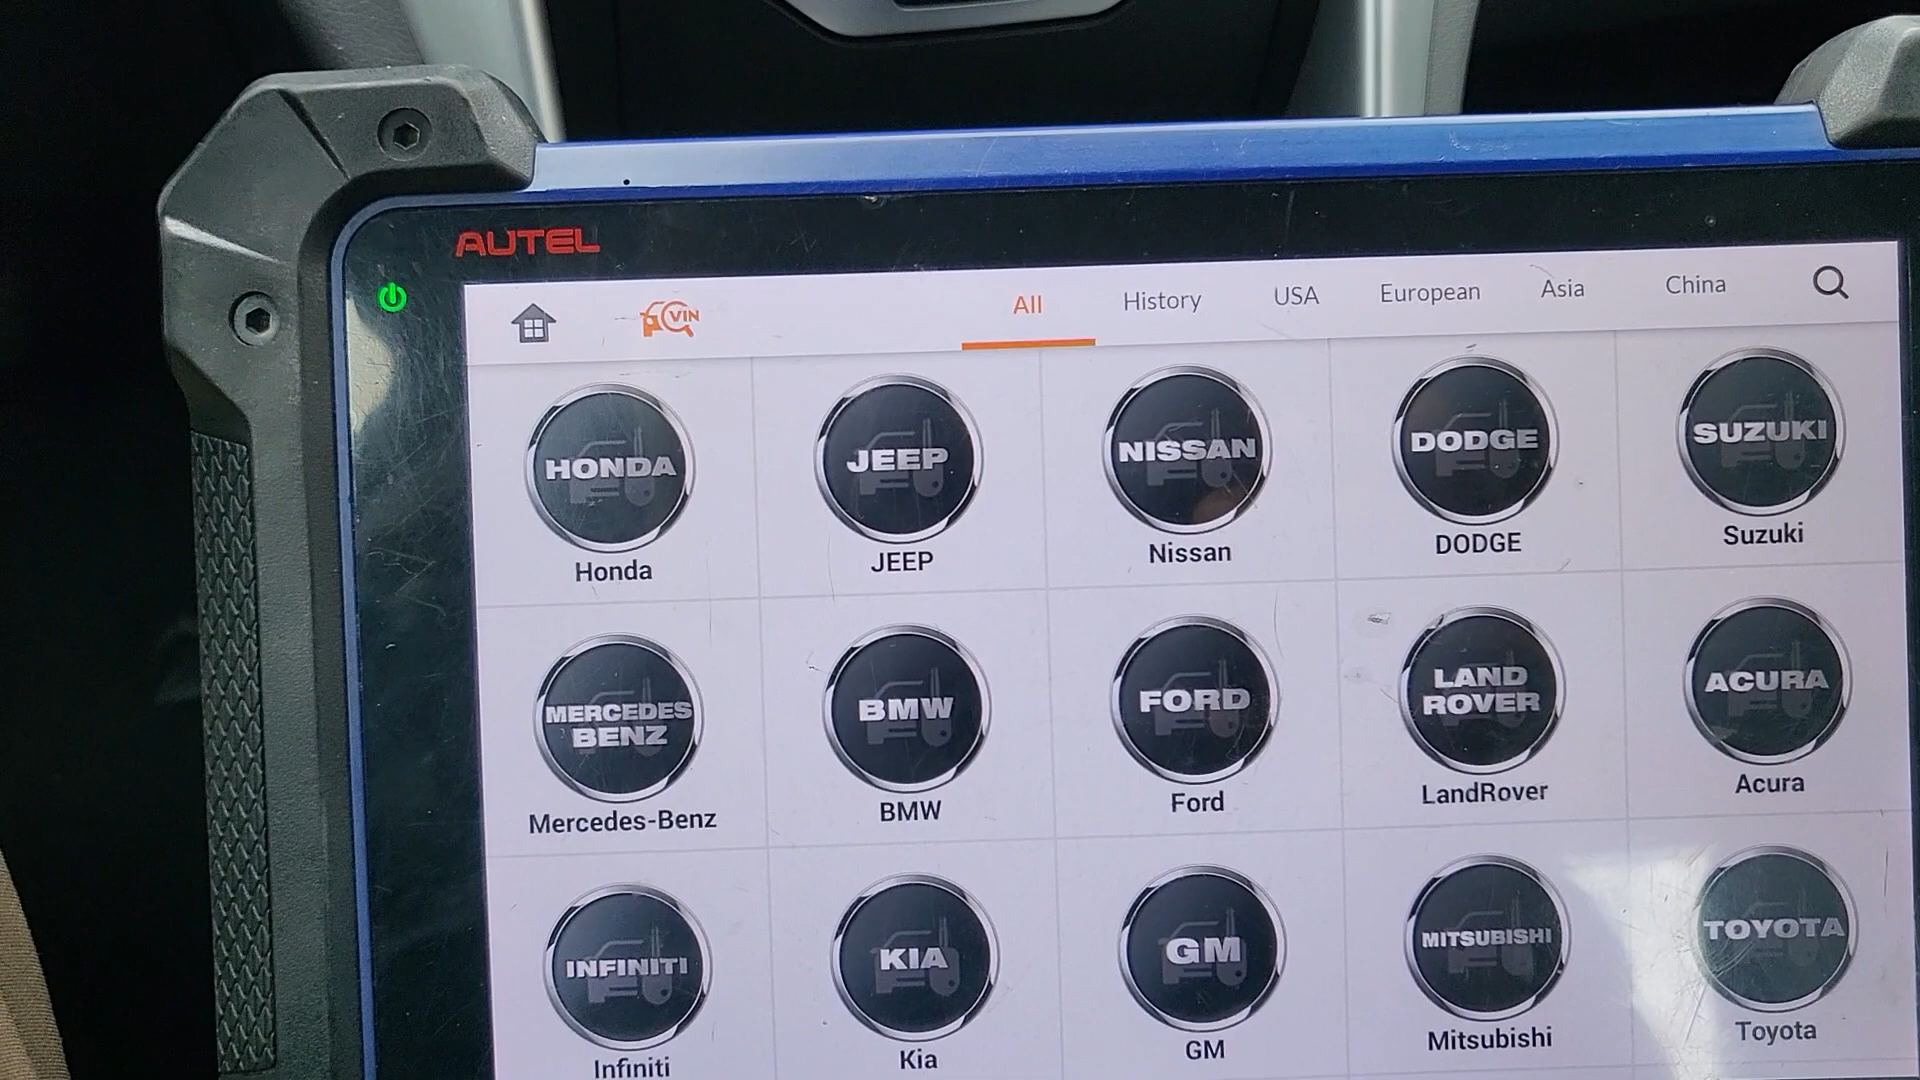 AUTEL
VIN
All
History
USA
European
Asia
China
HONDA
JEEP
NISSAN
DODGE
SUZUKI
Honda
JEEP
Nissan
DODGE
Suzuki
MERCEDES
BENZ
BMW
FORD
LAND
ROVER
ACURA
Mercedes-Benz
BMW
Ford
LandRover
Acura
INFINITI
KIA
GM
MITSUBISHI
TOYOTA
Infiniti
Kia
GM
Mitsubishi
Toyota